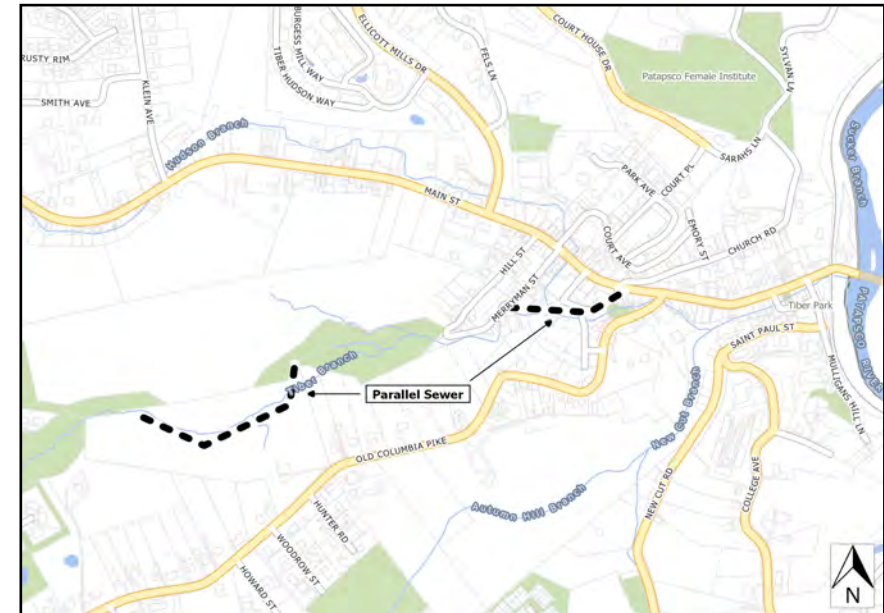 RUSTY RIM
SMITH AVE
KLEIN AVE
BURGESS MILL WAY
TIBER HUDSON WAY
ELLICOTT MILLS DR
FELS LN
COURT HOUSE DR
Patapsco Female Institute
SYLVAN LN
SARAHS LN
Sucker Branch
Hudson Branch
MAIN ST
PARK AVE
COURT PL
EMORY ST
COURT AVE
CHURCH RD
HILL ST
MERRYMAN ST
Tiber Park
SAINT PAUL ST
PATAPSCO RIVER
MULLIGANS HILL LN
Tiber Branch
Parallel Sewer
New Cut Branch
OLD COLUMBIA PIKE
NEW CUT RD
COLLEGE AVE
Autumn Hill Branch
HUNTER RD
WOODROW ST
HOWARD ST
N